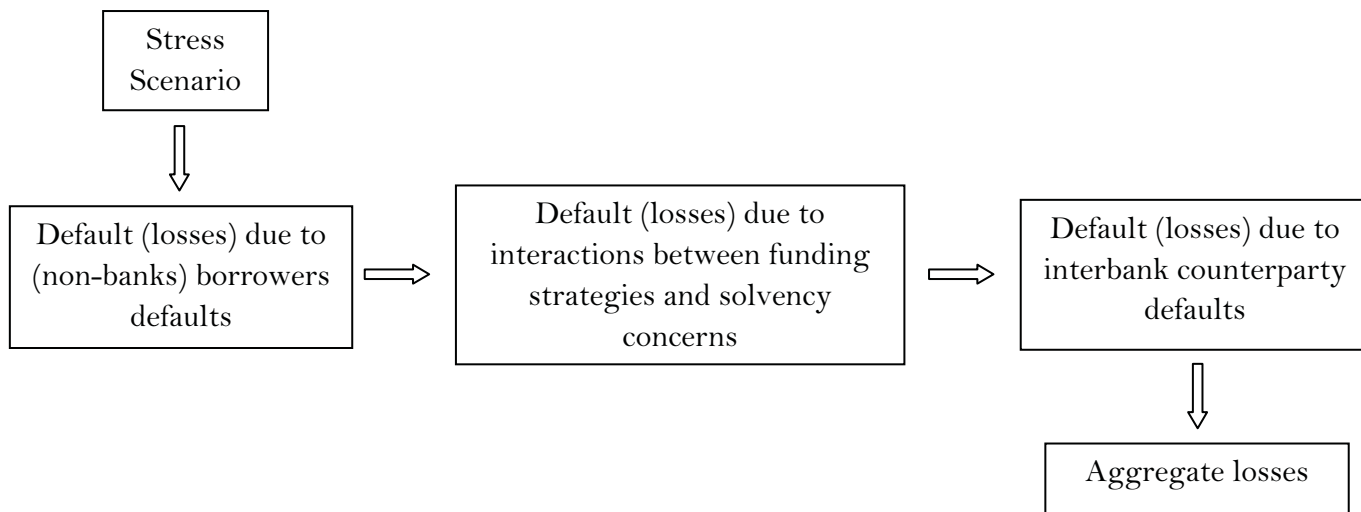 Stress
Scenario
Default (losses) due to
(non-banks) borrowers
defaults
Default (losses) due to
interactions between funding
strategies and solvency
concerns
Default (losses) due to
interbank counterparty
defaults
Aggregate losses